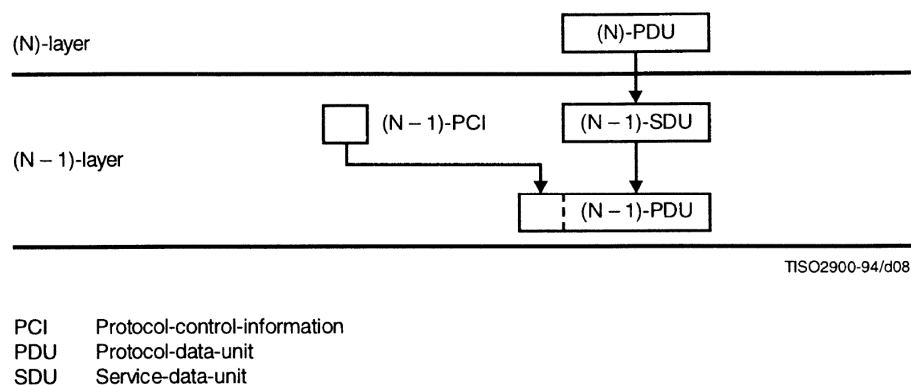 (N)-layer
(N)-PDU
(N – 1)-PCI
(N – 1)-SDU
(N – 1)-layer
(N – 1)-PDU
TISO2900-94/d08
PCI Protocol-control-information
PDU Protocol-data-unit
SDU Service-data-unit